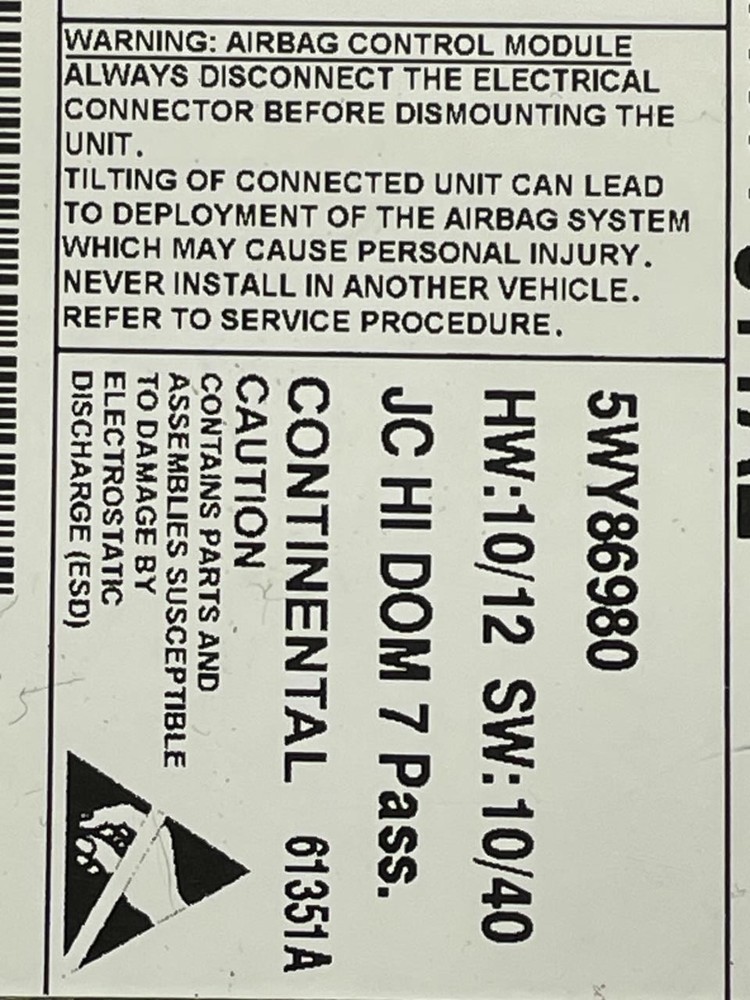 WARNING: AIRBAG CONTROL MODULE
ALWAYS DISCONNECT THE ELECTRICAL
CONNECTOR BEFORE DISMOUNTING THE
UNIT.
TILTING OF CONNECTED UNIT CAN LEAD
TO DEPLOYMENT OF THE AIRBAG SYSTEM
WHICH MAY CAUSE PERSONAL INJURY.
NEVER INSTALL IN ANOTHER VEHICLE.
REFER TO SERVICE PROCEDURE.
5WY86980
HW:10/12 SW:10/40
JC HI DOM 7 Pass.
CONTINENTAL 61351A
CAUTION
CONTAINS PARTS AND
ASSEMBLIES SUSCEPTIBLE
TO DAMAGE BY
ELECTROSTATIC
DISCHARGE (ESD)